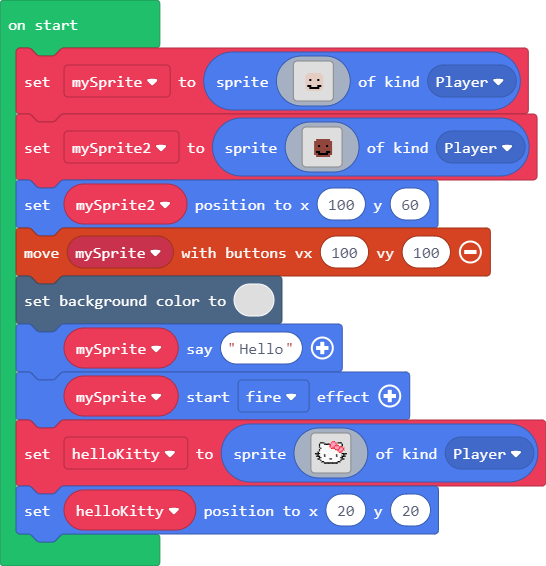 on start
set mySprite to sprite of kind Player
set mySprite2 to sprite of kind Player
set mySprite2 position to x 100 y 60
move mySprite with buttons vx 100 vy 100
set background color to
mySprite say "Hello"
mySprite start fire effect
set helloKitty to sprite of kind Player
set helloKitty position to x 20 y 20